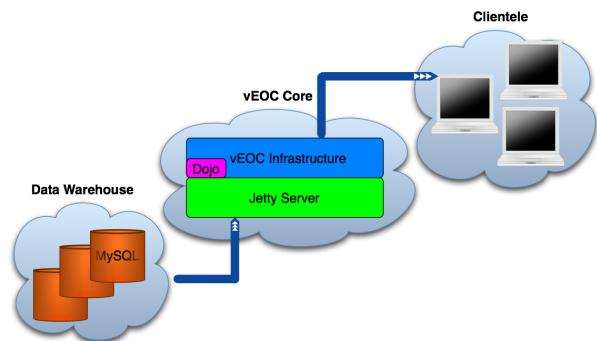 Clientele
vEOC Core
vEOC Infrastructure
Dojo
Jetty Server
Data Warehouse
MySQL